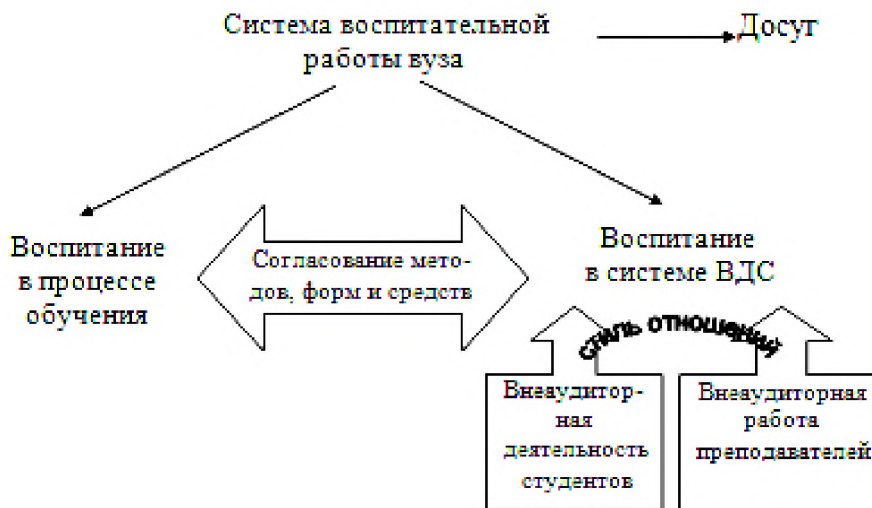 Система воспитательной
работы вуза
Досуг
Воспитание
в процессе
обучения
Согласование мето-
дов, форм и средств
Воспитание
в системе ВДС
СТИЛЬ ОТНОШЕНИЙ
Внеаудитор-
ная
деятельность
студентов
Внеаудиторная
работа
преподавателей